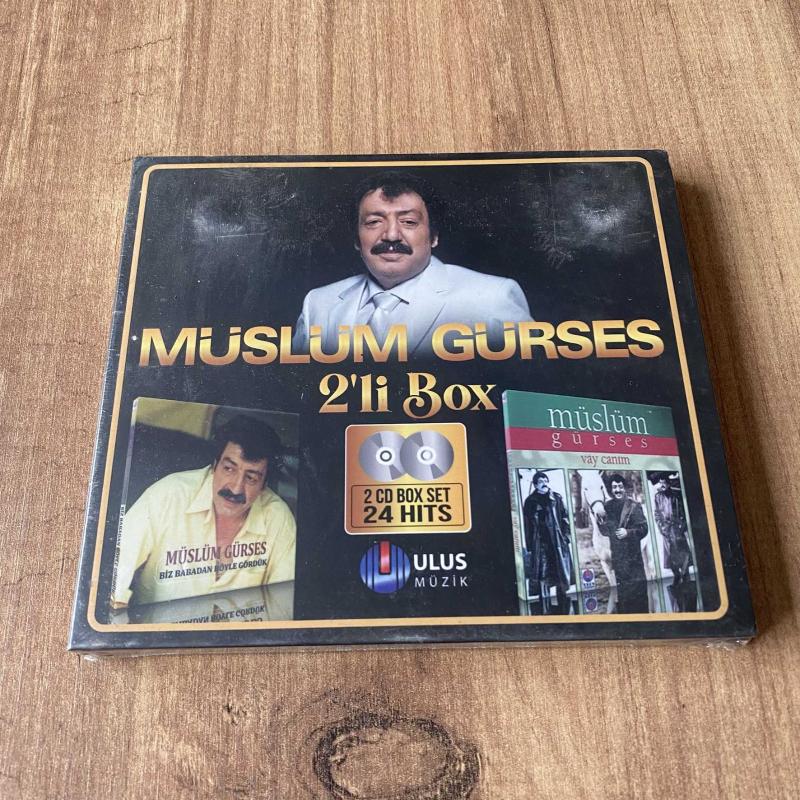 MÜSLÜM GÜRSES
2'li Box
2 CD BOX SET
24 HITS
ULUS
MÜZİK
MÜSLÜM GÜRSES
BİZ BABADAN BÖYLE GÖRDÜK
müslüm
gürses
vay canım